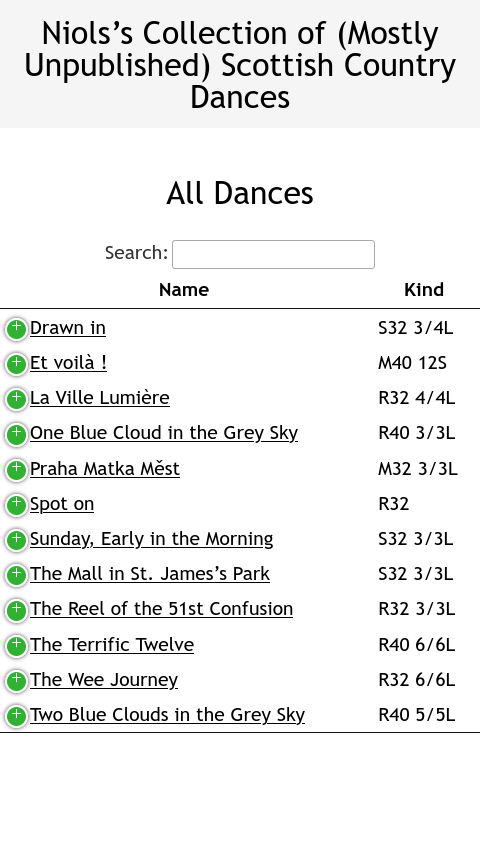 Niols’s Collection of (Mostly
Unpublished) Scottish Country
Dances
All Dances
Search:
Name Kind
Drawn in S32 3/4L
Et voilà ! M40 12S
La Ville Lumière R32 4/4L
One Blue Cloud in the Grey Sky R40 3/3L
Praha Matka Měst M32 3/3L
Spot on R32
Sunday, Early in the Morning S32 3/3L
The Mall in St. James’s Park S32 3/3L
The Reel of the 51st Confusion R32 3/3L
The Terrific Twelve R40 6/6L
The Wee Journey R32 6/6L
Two Blue Clouds in the Grey Sky R40 5/5L